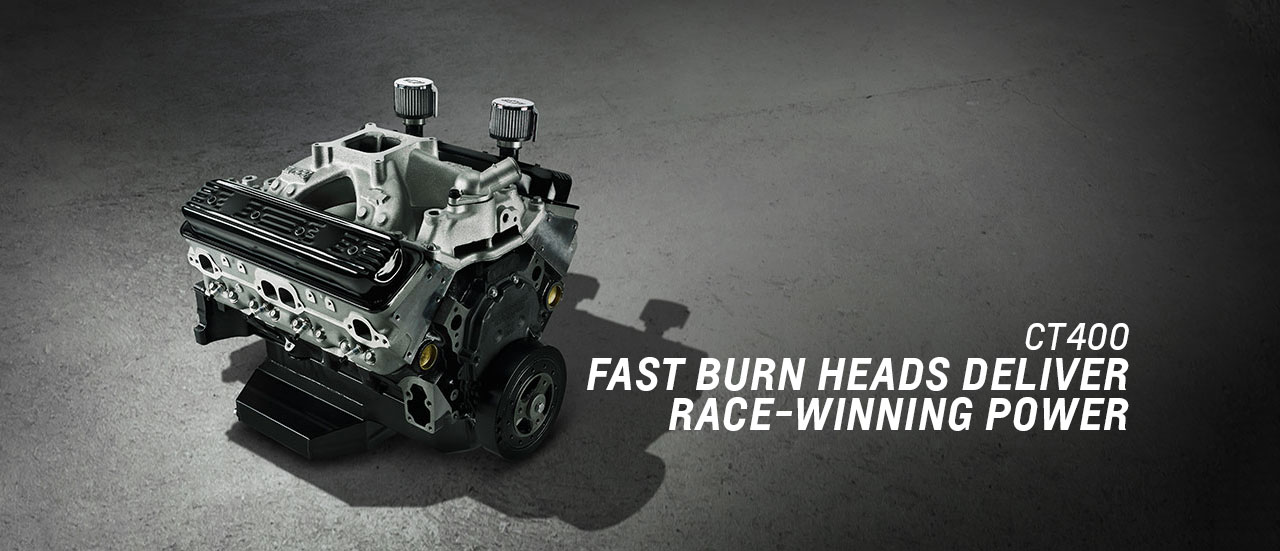 CT400
FAST BURN HEADS DELIVER
RACE-WINNING POWER